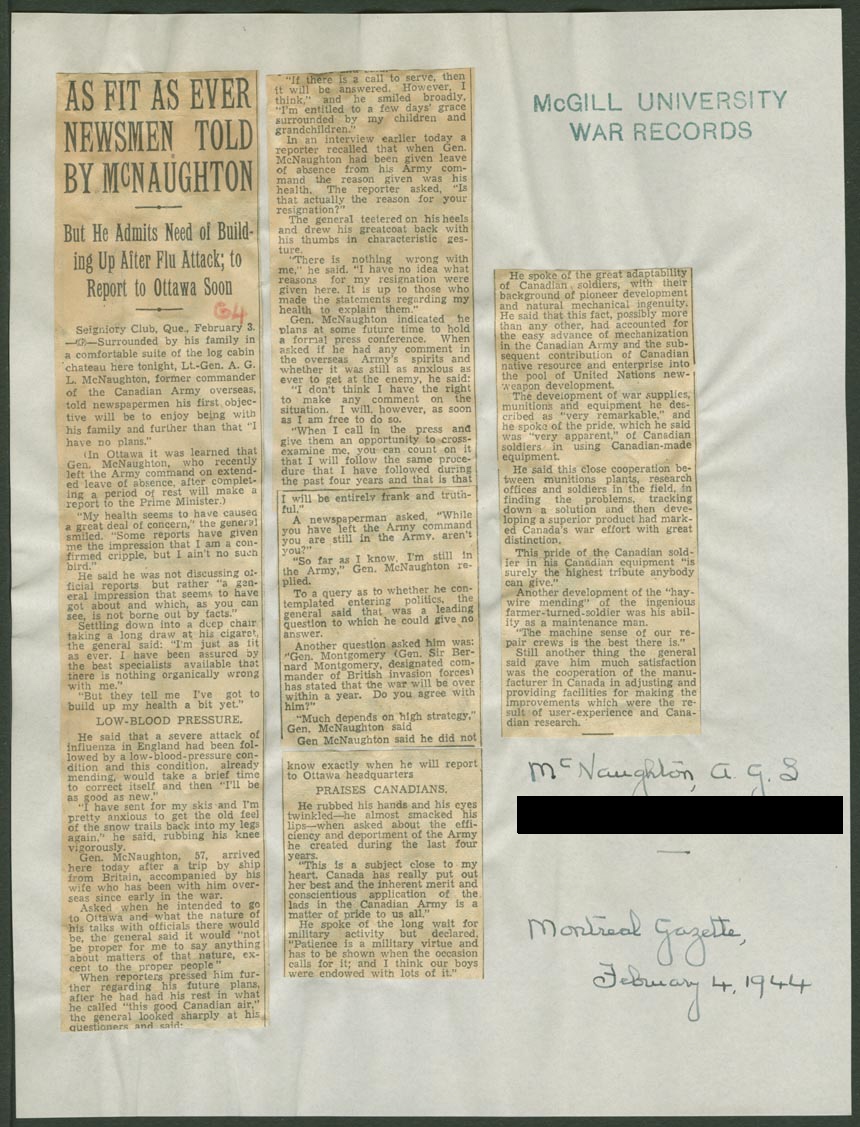 AS FIT AS EVER
NEWSMEN TOLD
BY McNAUGHTON
But He Admits Need of Build-
ing Up After Flu Attack; to
Report to Ottawa Soon
G4
Seigniory Club, Que., February 3.
—(CP)—Surrounded by his family in
a comfortable suite of the log cabin
chateau here tonight, Lt.-Gen. A. G.
L. McNaughton, former commander
of the Canadian Army overseas,
told newspapermen his first objec-
tive will be to enjoy being with
his family and further than that "I
have no plans."
(In Ottawa it was learned that
Gen. McNaughton, who recently
left the Army command on extend-
ed leave of absence, after complet-
ing a period of rest will make a
report to the Prime Minister.)
"My health seems to have caused
a great deal of concern," the general
smiled. "Some reports have given
me the impression that I am a con-
firmed cripple, but I ain't no such
bird."
He said he was not discussing of-
ficial reports but rather "a gen-
eral impression that seems to have
got about and which, as you can
see, is not borne out by facts."
Settling down into a deep chair
taking a long draw at his cigaret,
the general said: "I'm just as fit
as ever. I have been assured by
the best specialists available that
there is nothing organically wrong
with me."
"But they tell me I've got to
build up my health a bit yet."
LOW-BLOOD PRESSURE.
He said that a severe attack of
influenza in England had been fol-
lowed by a low-blood-pressure con-
dition and this condition, already
mending, would take a brief time
to correct itself and then "I'll be
as good as new."
"I have sent for my skis and I'm
pretty anxious to get the old feel
of the snow trails back into my legs
again," he said, rubbing his knee
vigorously.
Gen. McNaughton, 57, arrived
here today after a trip by ship
from Britain, accompanied by his
wife who has been with him over-
seas since early in the war.
Asked when he intended to go
to Ottawa and what the nature of
his talks with officials there would
be, the general said it would "not
be proper for me to say anything
about matters of that nature, ex-
cept to the proper people"
When reporters pressed him fur-
ther regarding his future plans,
after he had had his rest in what
he called "this good Canadian air,"
the general looked sharply at his
questioners and said:
"If there is a call to serve, then
it will be answered. However, I
think," and he smiled broadly,
"I'm entitled to a few days' grace
surrounded by my children and
grandchildren."
In an interview earlier today a
reporter recalled that when Gen.
McNaughton had been given leave
of absence from his Army com-
mand the reason given was his
health. The reporter asked, "Is
that actually the reason for your
resignation?"
The general teetered on his heels
and drew his greatcoat back with
his thumbs in characteristic ges-
ture.
"There is nothing wrong with
me," he said. "I have no idea what
reasons for my resignation were
given here. It is up to those who
made the statements regarding my
health to explain them."
Gen. McNaughton indicated he
plans at some future time to hold
a formal press conference. When
asked if he had any comment in
the overseas Army's spirits and
whether it was still as anxious as
ever to get at the enemy, he said:
"I don't think I have the right
to make any comment on the
situation. I will, however, as soon
as I am free to do so.
"When I call in the press and
give them an opportunity to cross-
examine me, you can count on it
that I will follow the same proce-
dure that I have followed during
the past four years and that is that
I will be entirely frank and truth-
ful."
A newspaperman asked, "While
you have left the Army command
you are still in the Army, aren't
you?"
"So far as I know, I'm still in
the Army," Gen. McNaughton re-
plied.
To a query as to whether he con-
templated entering politics, the
general said that was a leading
question to which he could give no
answer.
Another question asked him was:
"Gen. Montgomery (Gen. Sir Ber-
nard Montgomery, designated com-
mander of British invasion forces)
has stated that the war will be over
within a year. Do you agree with
him?"
"Much depends on high strategy,"
Gen. McNaughton said
Gen McNaughton said he did not
know exactly when he will report
to Ottawa headquarters
PRAISES CANADIANS.
He rubbed his hands and his eyes
twinkled—he almost smacked his
lips—when asked about the effi-
ciency and deportment of the Army
he created during the last four
years.
"This is a subject close to my
heart. Canada has really put out
her best and the inherent merit and
conscientious application of the
lads in the Canadian Army is a
matter of pride to us all."
He spoke of the long wait for
military activity but declared,
"Patience is a military virtue and
has to be shown when the occasion
calls for it; and I think our boys
were endowed with lots of it."
McGILL UNIVERSITY
WAR RECORDS
He spoke of the great adaptability
of Canadian soldiers, with their
background of pioneer development
and natural mechanical ingenuity.
He said that this fact, possibly more
than any other, had accounted for
the easy advance of mechanization
in the Canadian Army and the sub-
sequent contribution of Canadian
native resource and enterprise into
the pool of United Nations new-
weapon development.
The development of war supplies,
munitions and equipment he des-
cribed as "very remarkable," and
he spoke of the pride, which he said
was "very apparent," of Canadian
soldiers in using Canadian-made
equipment.
He said this close cooperation be-
tween munitions plants, research
offices and soldiers in the field, in
finding the problems, tracking
down a solution and then deve-
loping a superior product had mark-
ed Canada's war effort with great
distinction.
This pride of the Canadian sold-
ier in his Canadian equipment "is
surely the highest tribute anybody
can give."
Another development of the "hay-
wire mending" of the ingenious
farmer-turned-soldier was his abil-
ity as a maintenance man.
"The machine sense of our re-
pair crews is the best there is."
Still another thing the general
said gave him much satisfaction
was the cooperation of the manu-
facturer in Canada in adjusting and
providing facilities for making the
improvements which were the re-
sult of user-experience and Cana-
dian research.
McNaughton, A. G. L
Montreal Gazette,
February 4, 1944